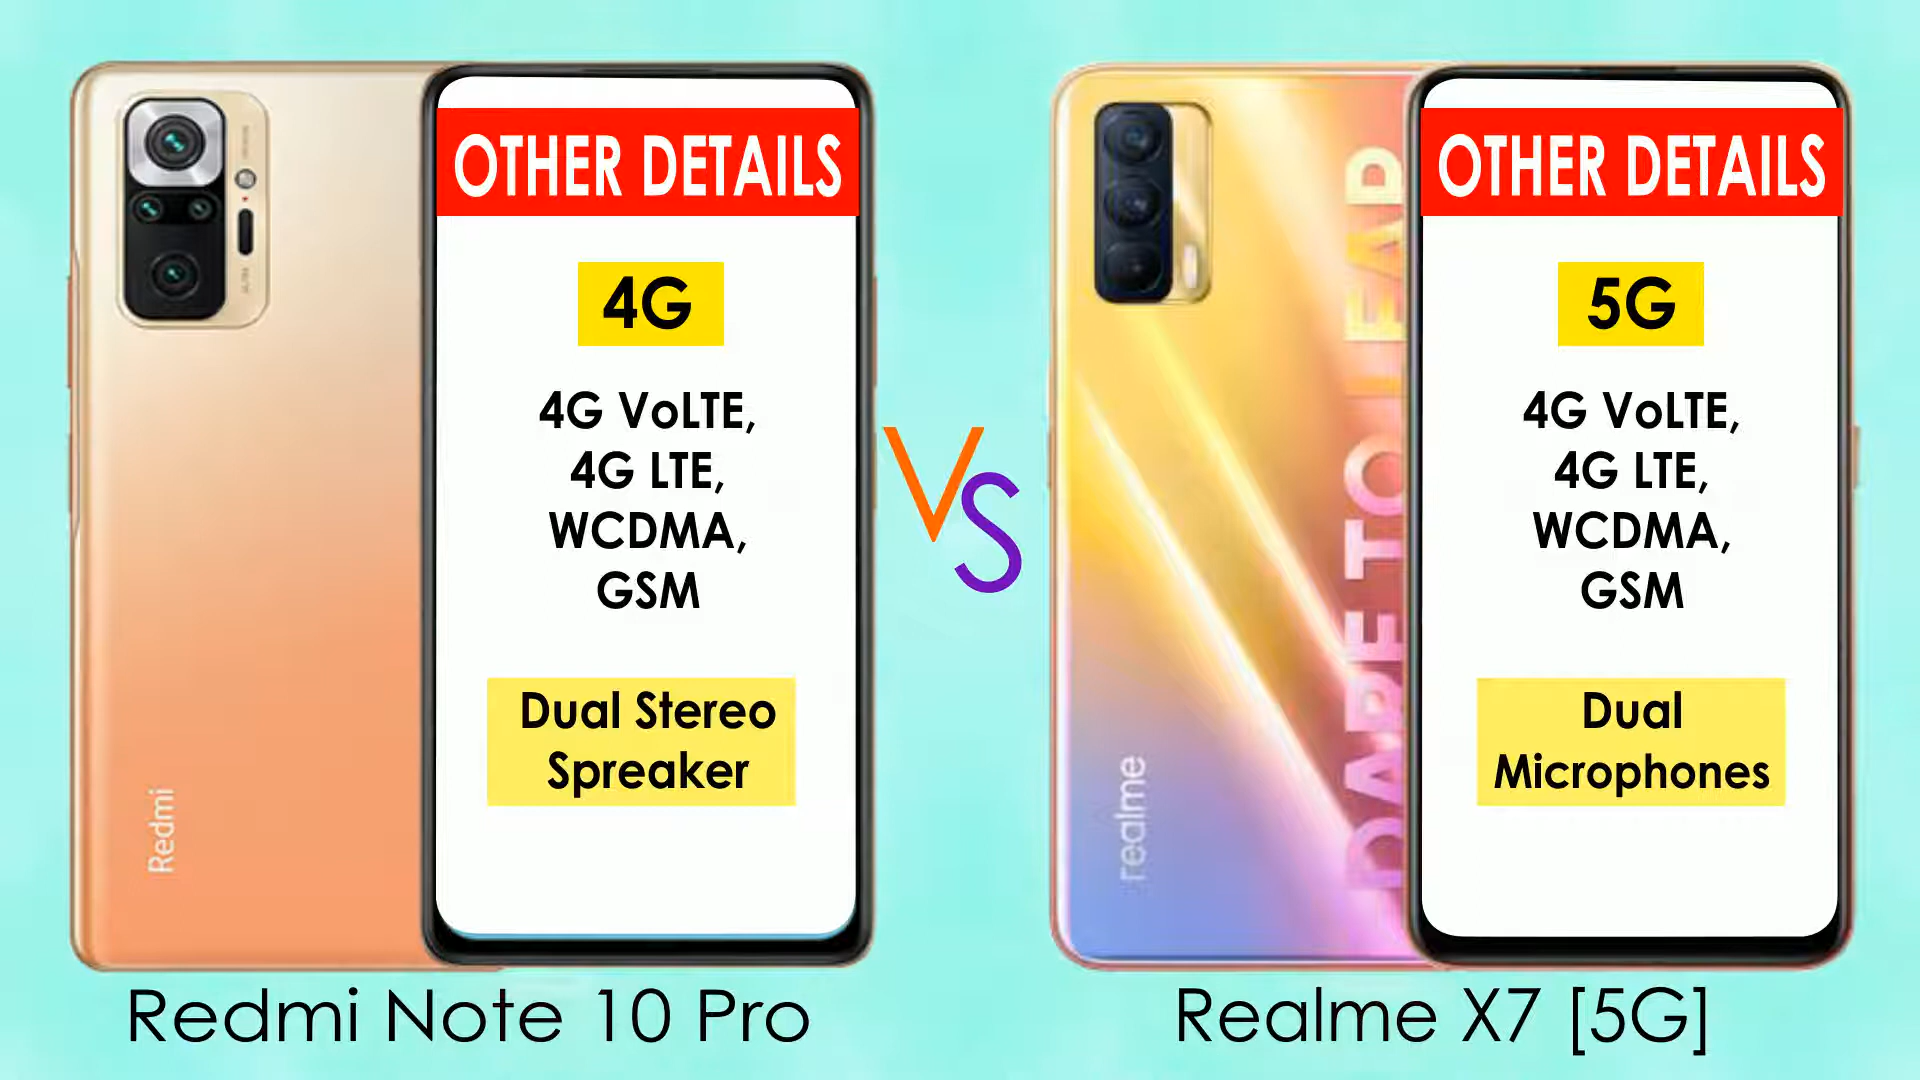 OTHER DETAILS
4G
4G VoLTE,
4G LTE,
WCDMA,
GSM
Dual Stereo
Spreaker
Redmi
Redmi Note 10 Pro
VS
OTHER DETAILS
5G
4G VoLTE,
4G LTE,
WCDMA,
GSM
Dual
Microphones
realme
DARE TO LEAP
Realme X7 [5G]